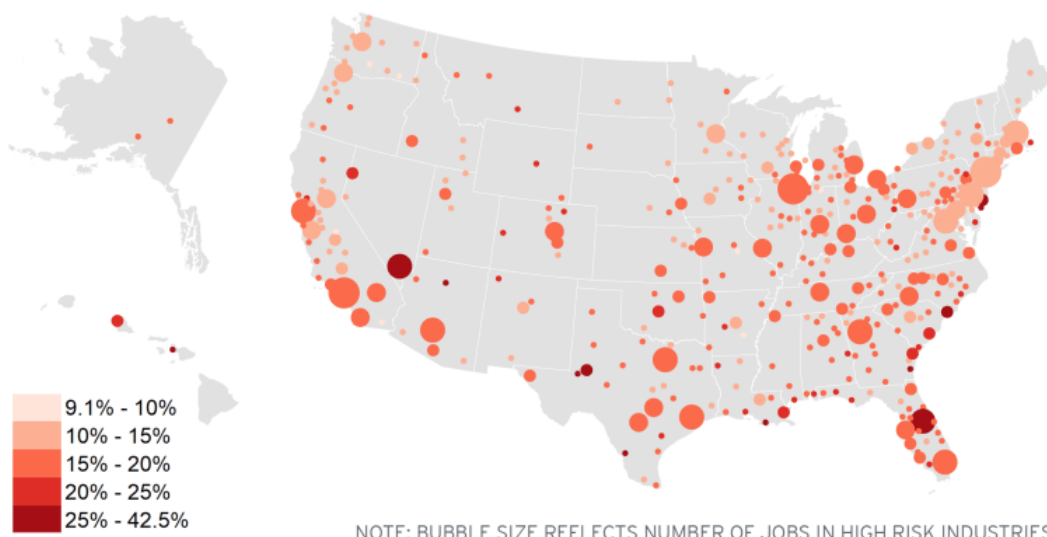 9.1% - 10%
10% - 15%
15% - 20%
20% - 25%
25% - 42.5%
NOTE: BUBBLE SIZE REFLECTS NUMBER OF JOBS IN HIGH RISK INDUSTRIES